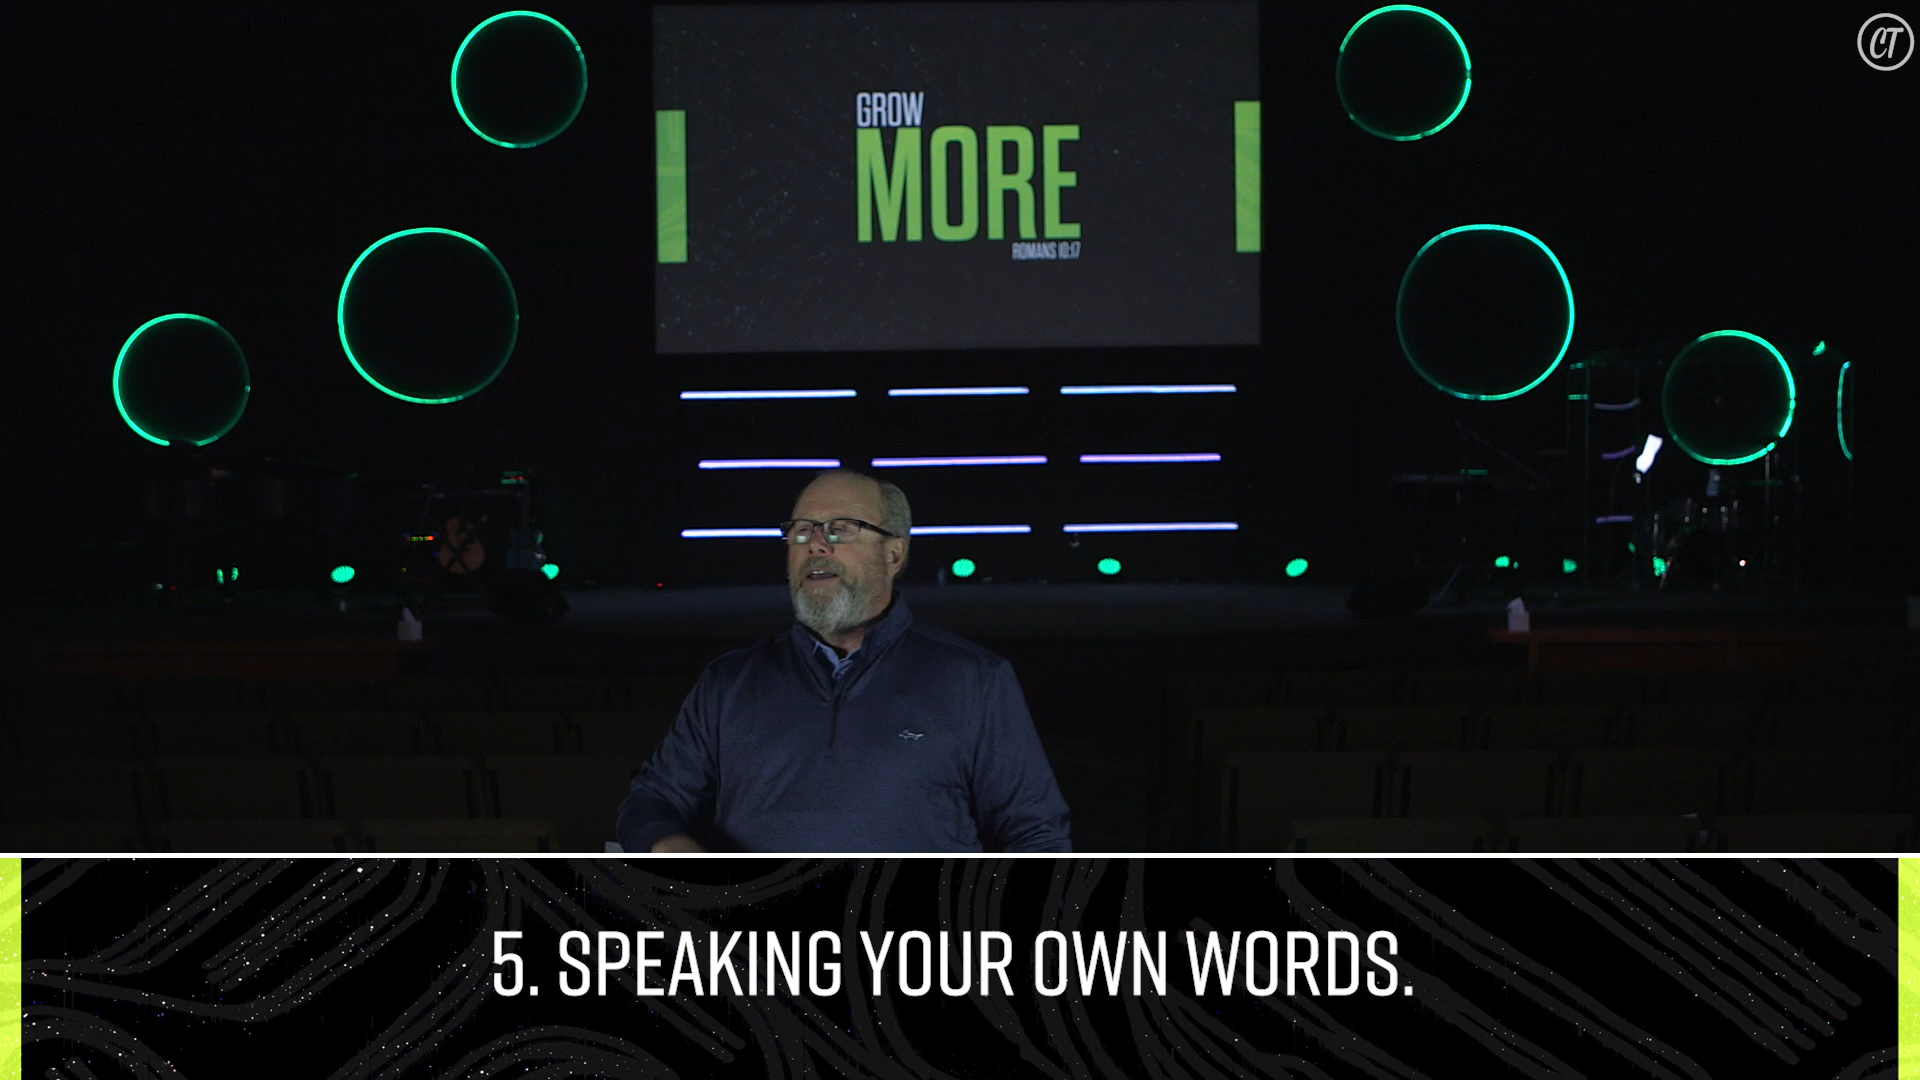 GROW
MORE
ROMANS 10:17
CT
5. SPEAKING YOUR OWN WORDS.